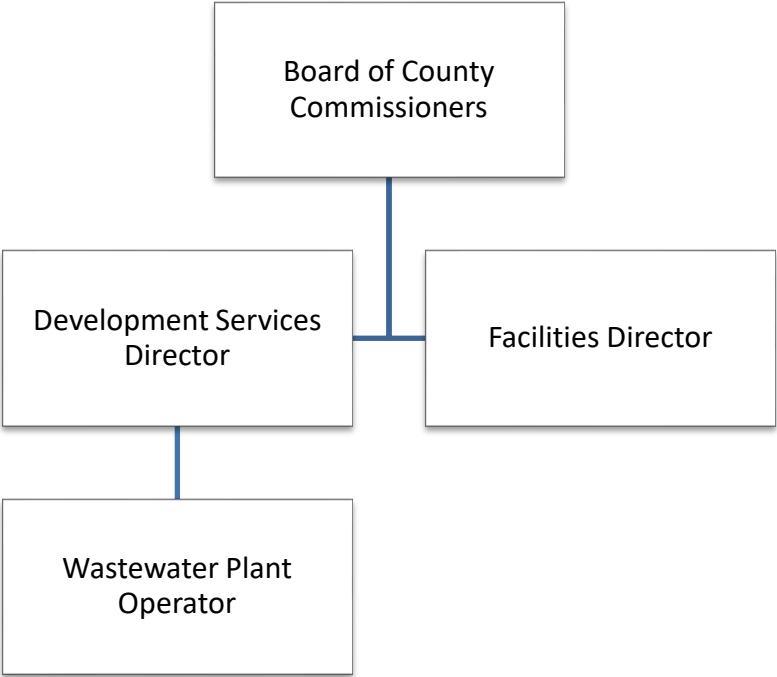 Board of County
Commissioners
Development Services
Director
Facilities Director
Wastewater Plant
Operator